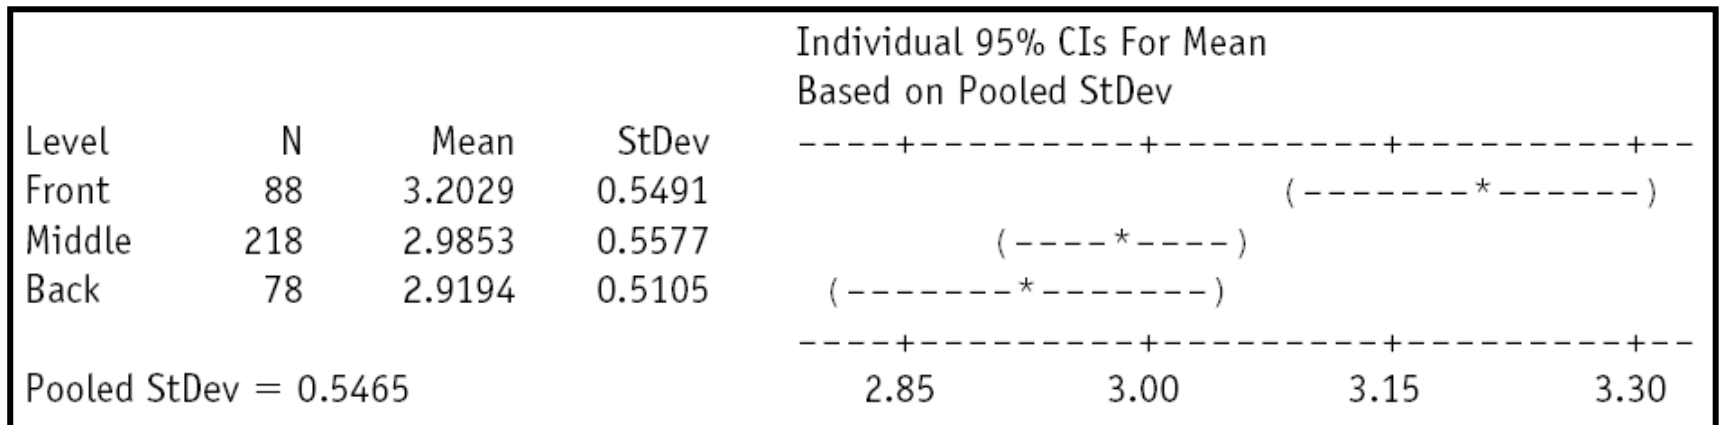 Individual 95% CIs For Mean
Based on Pooled StDev
Level N Mean StDev ----+---------+---------+---------+--
Front 88 3.2029 0.5491 (-------*------)
Middle 218 2.9853 0.5577 (----*----)
Back 78 2.9194 0.5105 (-------*-------)
----+---------+---------+---------+--
Pooled StDev = 0.5465 2.85 3.00 3.15 3.30